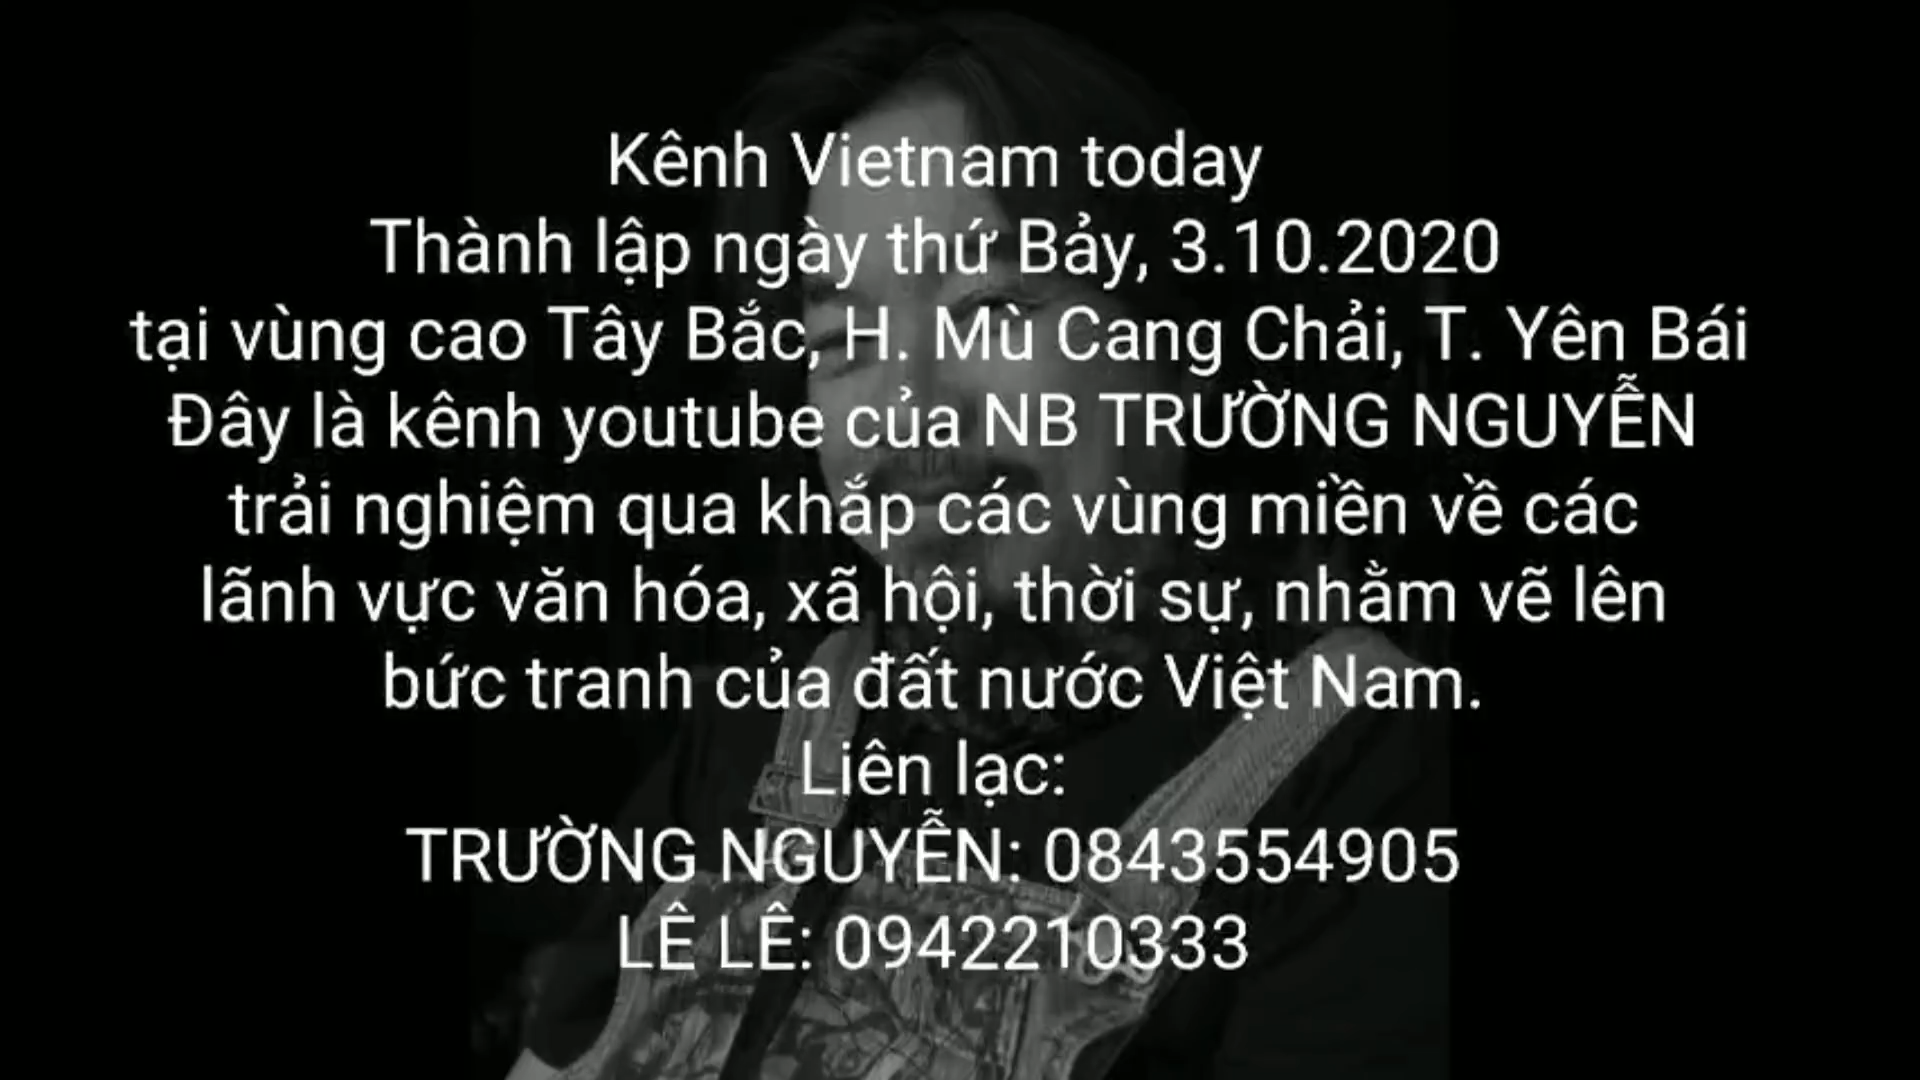 Kênh Vietnam today
Thành lập ngày thứ Bảy, 3.10.2020
tại vùng cao Tây Bắc, H. Mù Cang Chải, T. Yên Bái
Đây là kênh youtube của NB TRƯỜNG NGUYỄN
trải nghiệm qua khắp các vùng miền về các
lãnh vực văn hóa, xã hội, thời sự, nhằm vẽ lên
bức tranh của đất nước Việt Nam.
Liên lạc:
TRƯỜNG NGUYỄN: 0843554905
LÊ LÊ: 0942210333